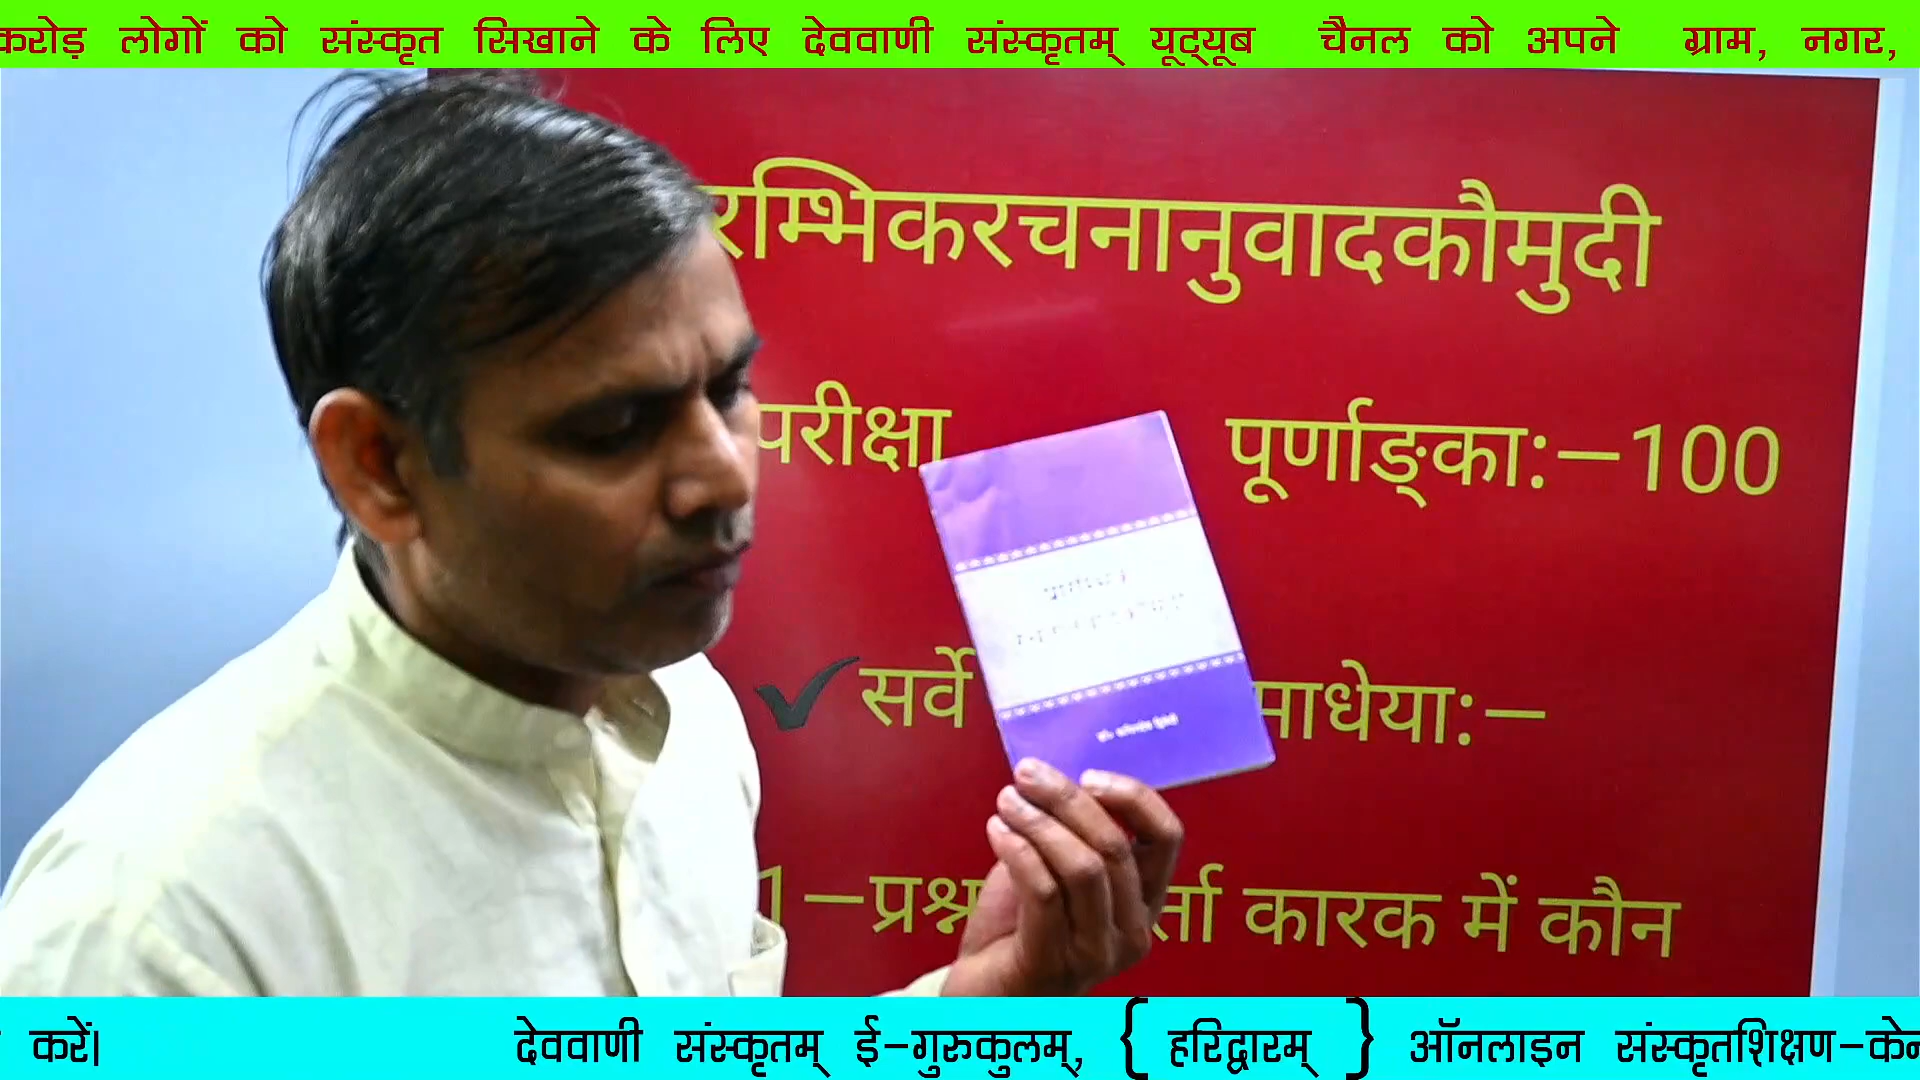 करोड़ लोगों को संस्कृत सिखाने के लिए देववाणी संस्कृतम् यूट्यूब चैनल को अपने ग्राम, नगर,
रम्भिकरचनानुवादकौमुदी
परीक्षा पूर्णाङ्का:–100
✔सर्वे माधेया:–
1–प्रश्न र्ता कारक में कौन
करें। देववाणी संस्कृतम् ई–गुरुकुलम्, { हरिद्वारम् } ऑनलाइन संस्कृतशिक्षण–केन